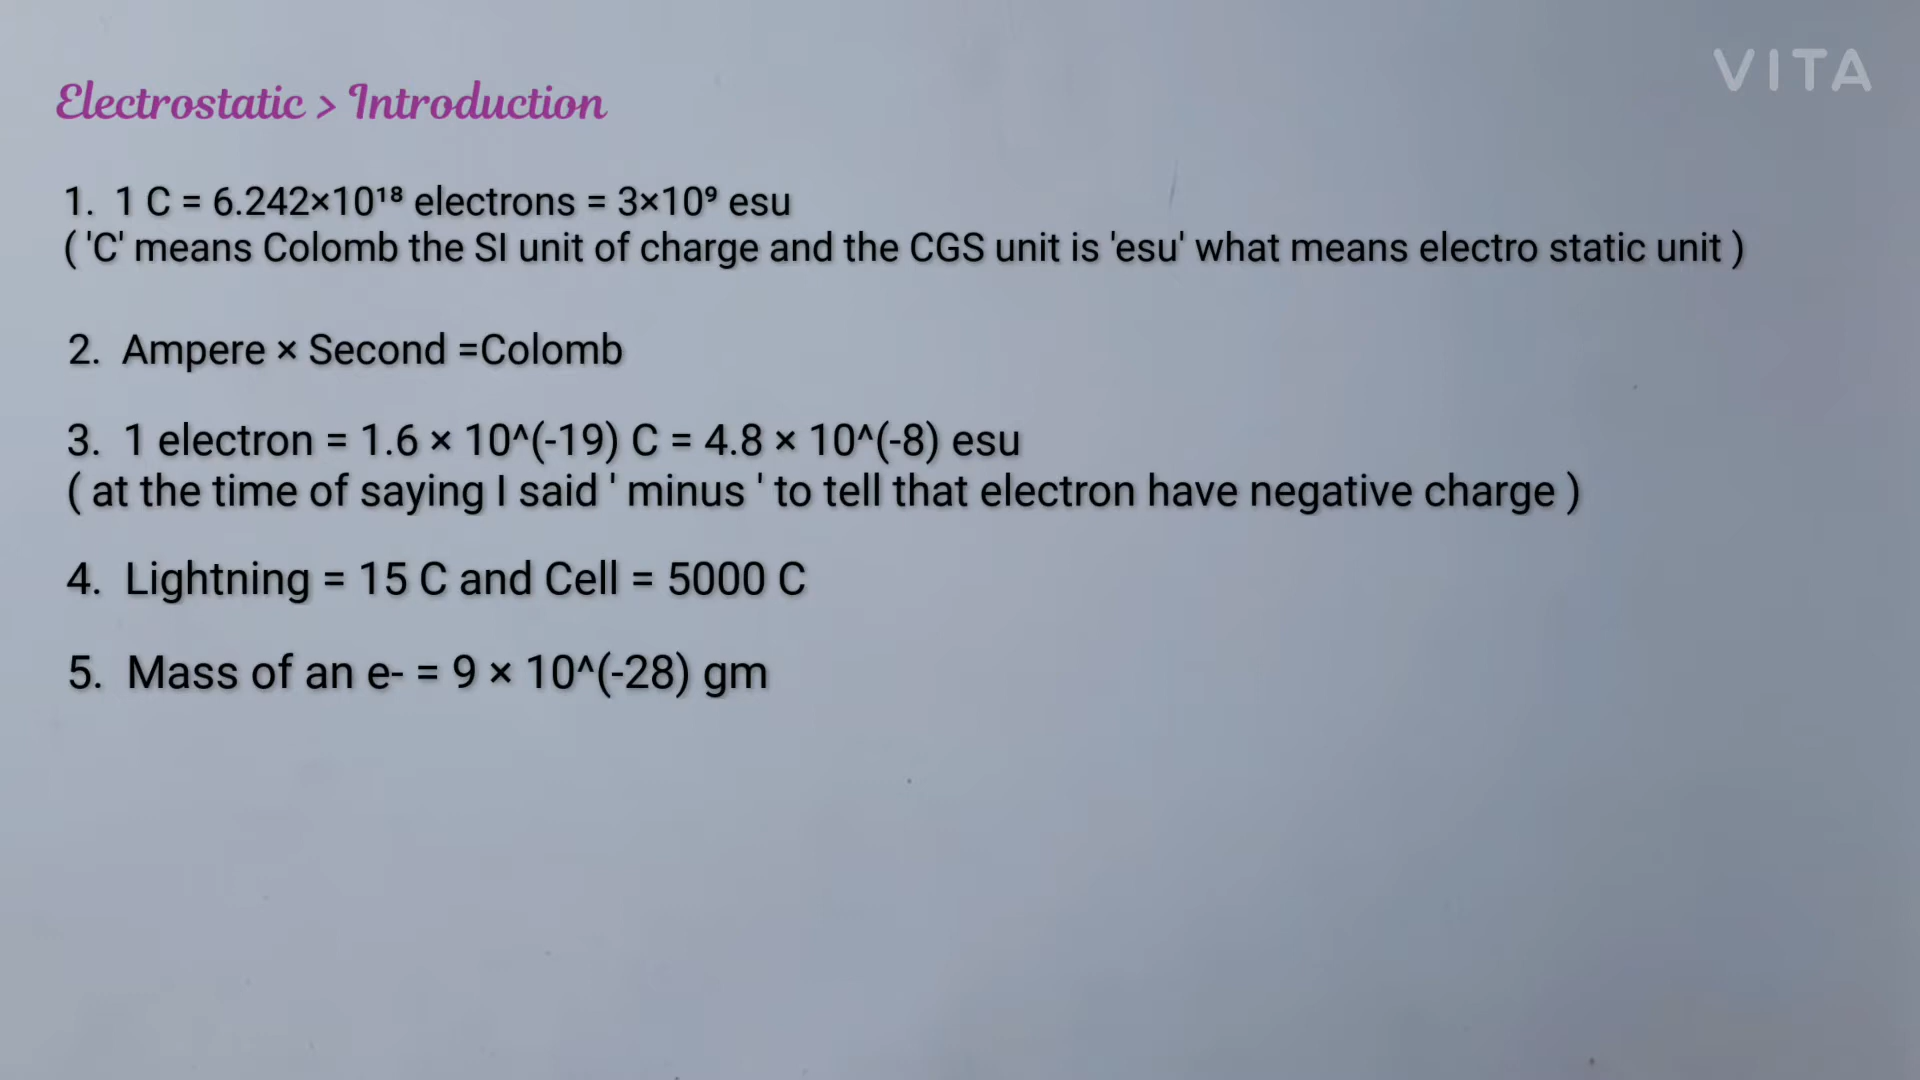 VITA
Electrostatic > Introduction
1. 1 C = 6.242×10¹⁸ electrons = 3×10⁹ esu
( 'C' means Colomb the SI unit of charge and the CGS unit is 'esu' what means electro static unit )
2. Ampere × Second =Colomb
3. 1 electron = 1.6 × 10^(-19) C = 4.8 × 10^(-8) esu
( at the time of saying I said ' minus ' to tell that electron have negative charge )
4. Lightning = 15 C and Cell = 5000 C
5. Mass of an e- = 9 × 10^(-28) gm